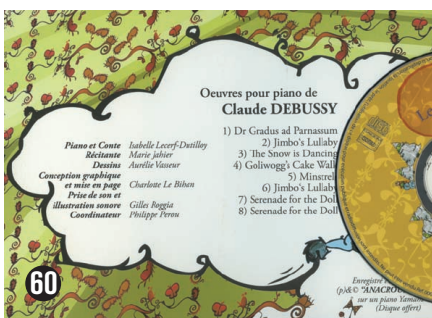 Oeuvres pour piano de
Claude DEBUSSY
1) Dr Gradus ad Parnassum
2) Jimbo's Lullaby
3) The Snow is Dancing
4) Goliwogg's Cake Walk
5) Minstrel
6) Jimbo's Lullaby
7) Serenade for the Doll
8) Serenade for the Doll
Piano et Conte Isabelle Lecerf-Dutilloy
Récitante Marie Jahier
Dessins Aurélie Vasseur
Conception graphique
et mise en page Charlotte Le Bihan
Prise de son et
illustration sonore Gilles Roggia
Coordinateur Philippe Perou
60
Enregistré
(p)&© "ANACROU
sur un piano Yamaha
(Disque offert)